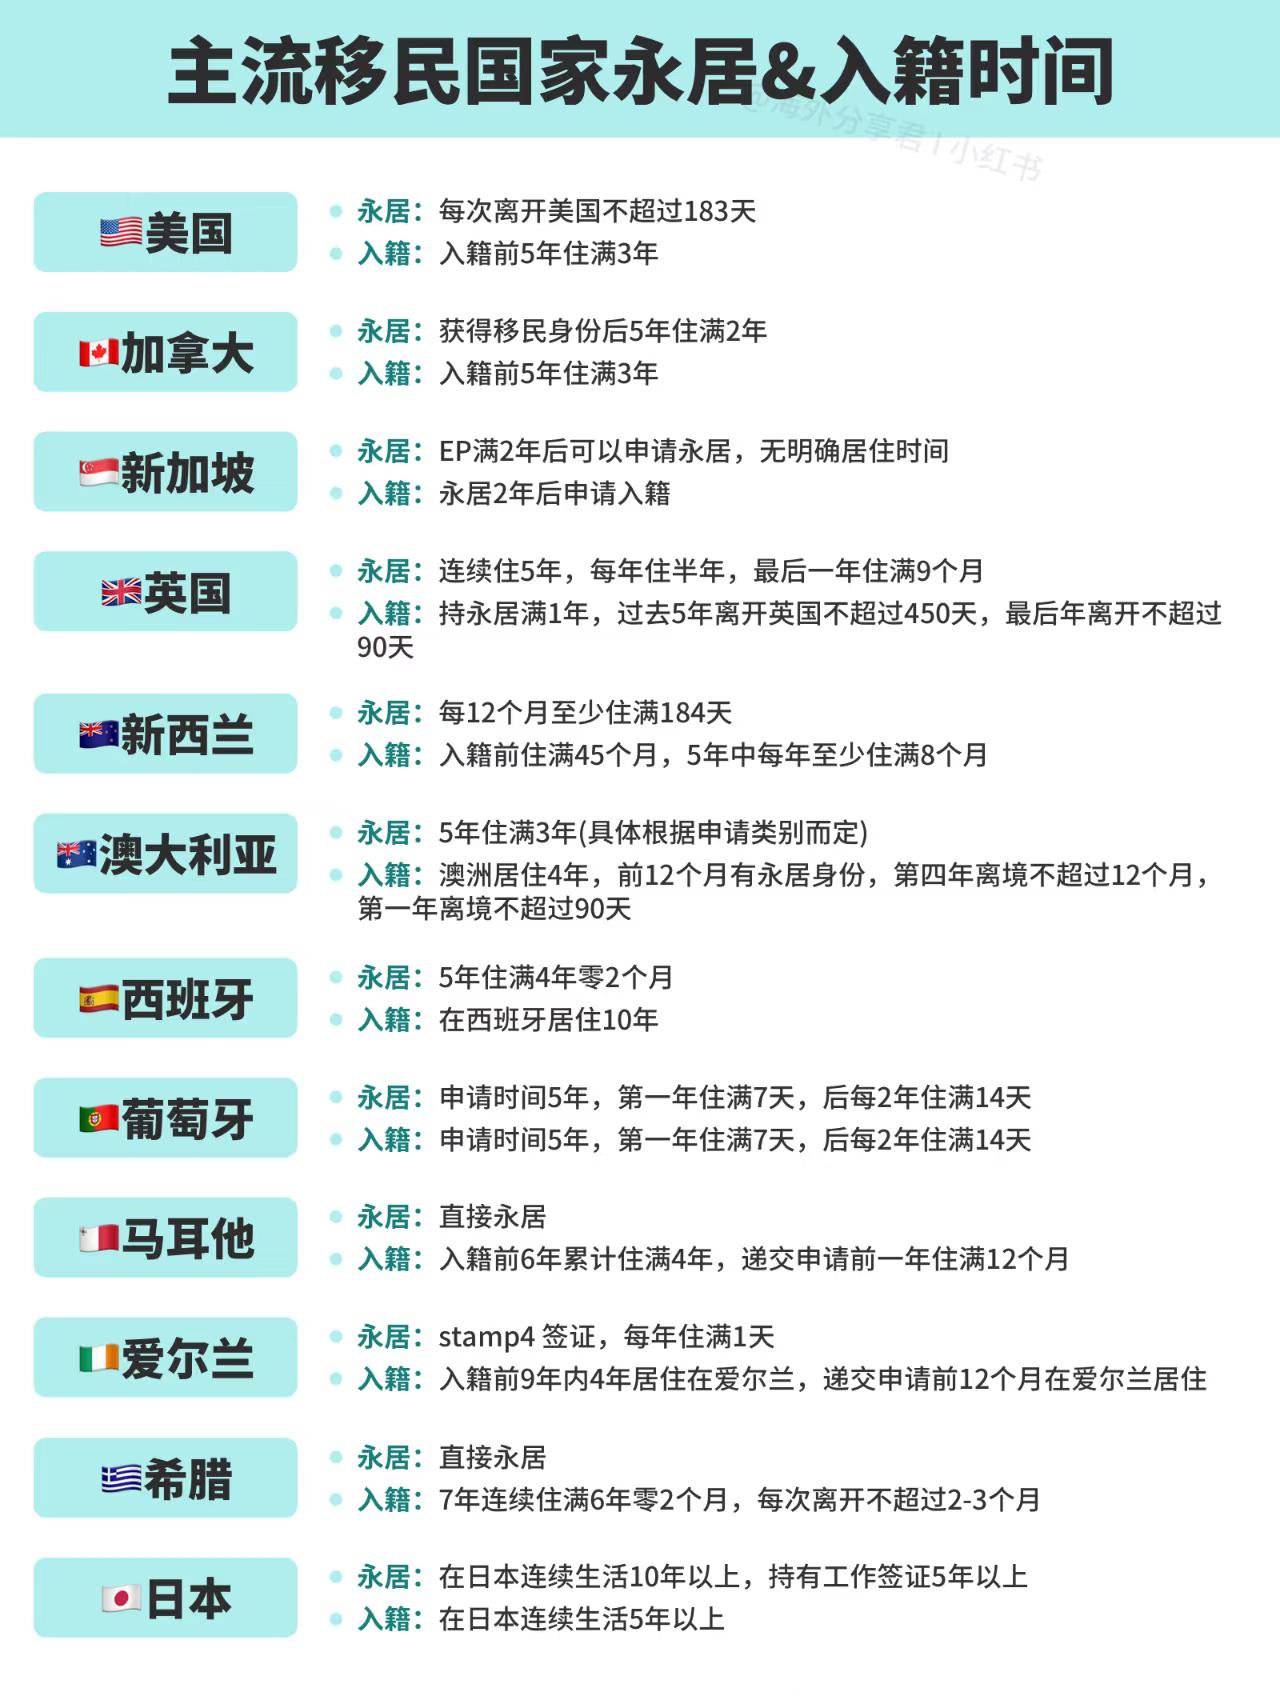 主流移民国家永居&入籍时间
@海外分享君 | 小红书
美国
永居：每次离开美国不超过183天
入籍：入籍前5年住满3年
加拿大
永居：获得移民身份后5年住满2年
入籍：入籍前5年住满3年
新加坡
永居：EP满2年后可以申请永居，无明确居住时间
入籍：永居2年后申请入籍
英国
永居：连续住5年，每年住半年，最后一年住满9个月
入籍：持永居满1年，过去5年离开英国不超过450天，最后年离开不超过
90天
新西兰
永居：每12个月至少住满184天
入籍：入籍前住满45个月，5年中每年至少住满8个月
澳大利亚
永居：5年住满3年(具体根据申请类别而定)
入籍：澳洲居住4年，前12个月有永居身份，第四年离境不超过12个月，
第一年离境不超过90天
西班牙
永居：5年住满4年零2个月
入籍：在西班牙居住10年
葡萄牙
永居：申请时间5年，第一年住满7天，后每2年住满14天
入籍：申请时间5年，第一年住满7天，后每2年住满14天
马耳他
永居：直接永居
入籍：入籍前6年累计住满4年，递交申请前一年住满12个月
爱尔兰
永居：stamp4 签证，每年住满1天
入籍：入籍前9年内4年居住在爱尔兰，递交申请前12个月在爱尔兰居住
希腊
永居：直接永居
入籍：7年连续住满6年零2个月，每次离开不超过2-3个月
日本
永居：在日本连续生活10年以上，持有工作签证5年以上
入籍：在日本连续生活5年以上